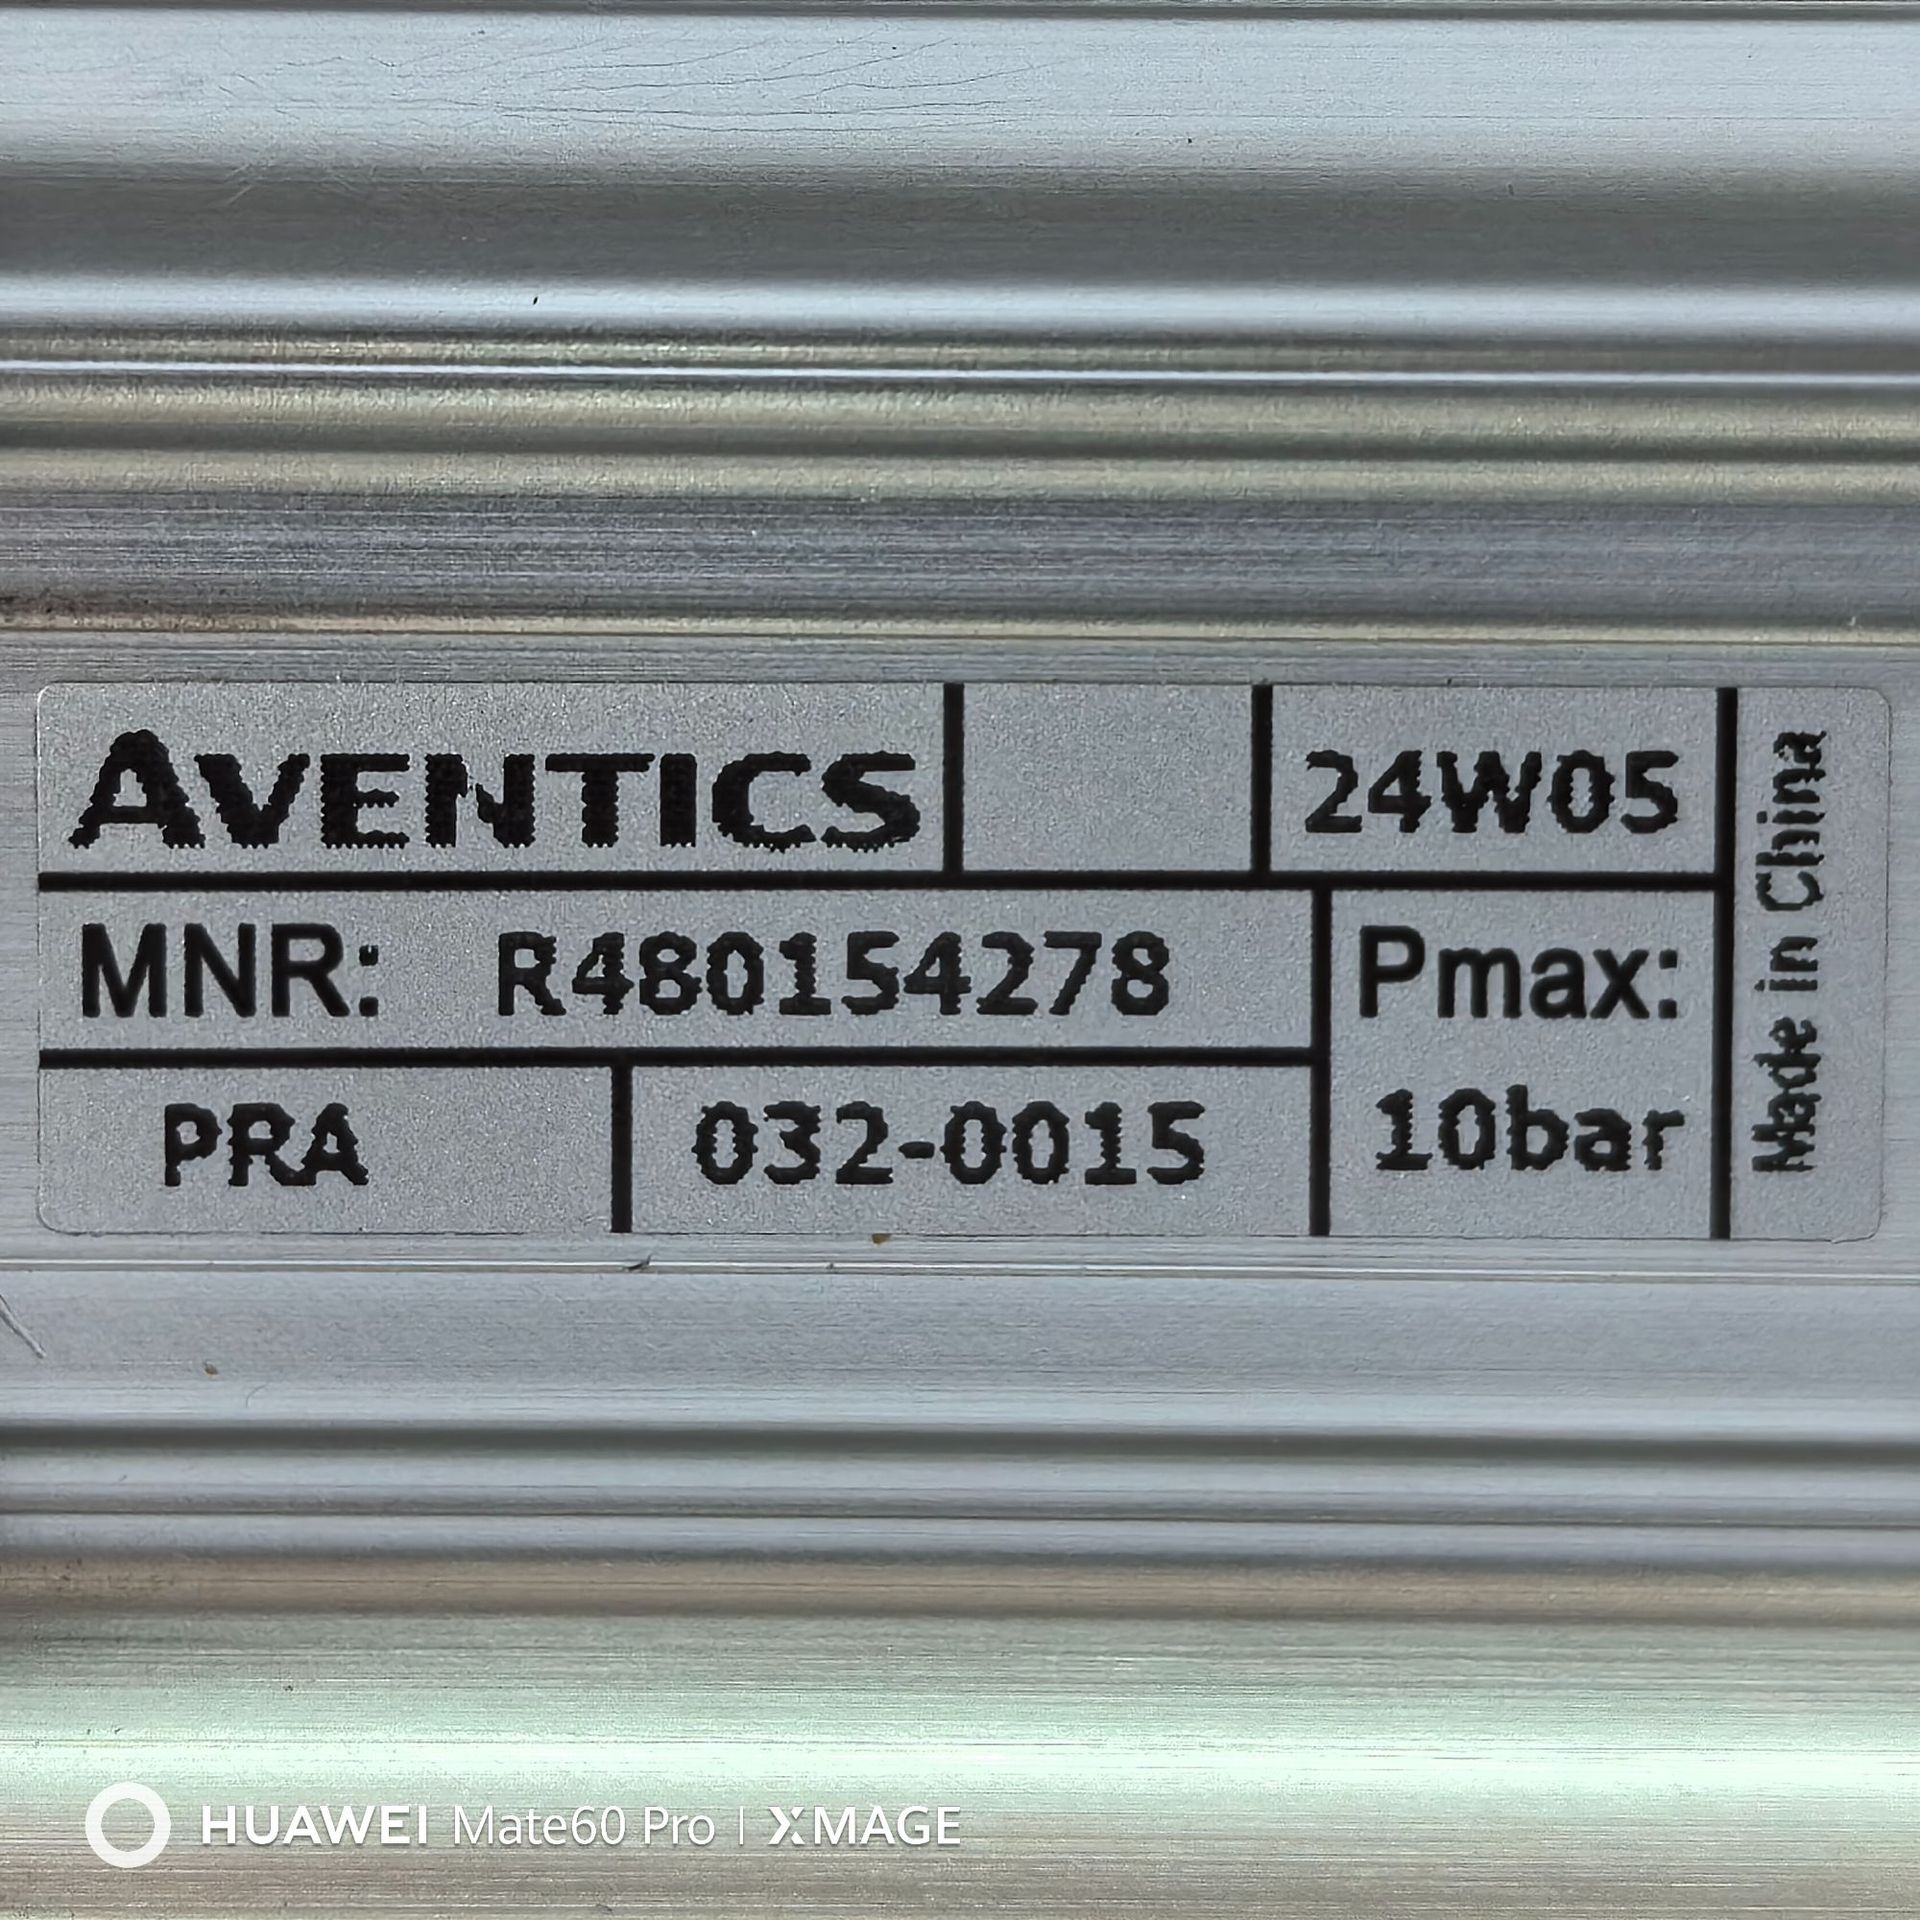 AVENTICS
24W05
MNR: R480154278
Pmax:
10bar
PRA
032-0015
Made in China
HUAWEI Mate60 Pro | XMAGE